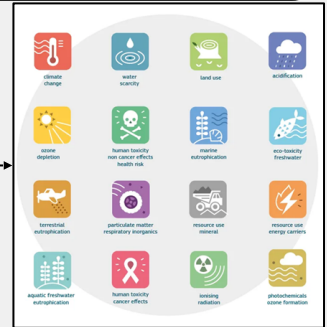 climate
change
water
scarcity
land use
acidification
ozone
depletion
human toxicity
non cancer effects
health risk
marine
eutrophication
eco-toxicity
freshwater
terrestrial
eutrophication
particulate matter
respiratory inorganics
resource use
mineral
resource use
energy carriers
aquatic freshwater
eutrophication
human toxicity
cancer effects
ionising
radiation
photochemicals
ozone formation